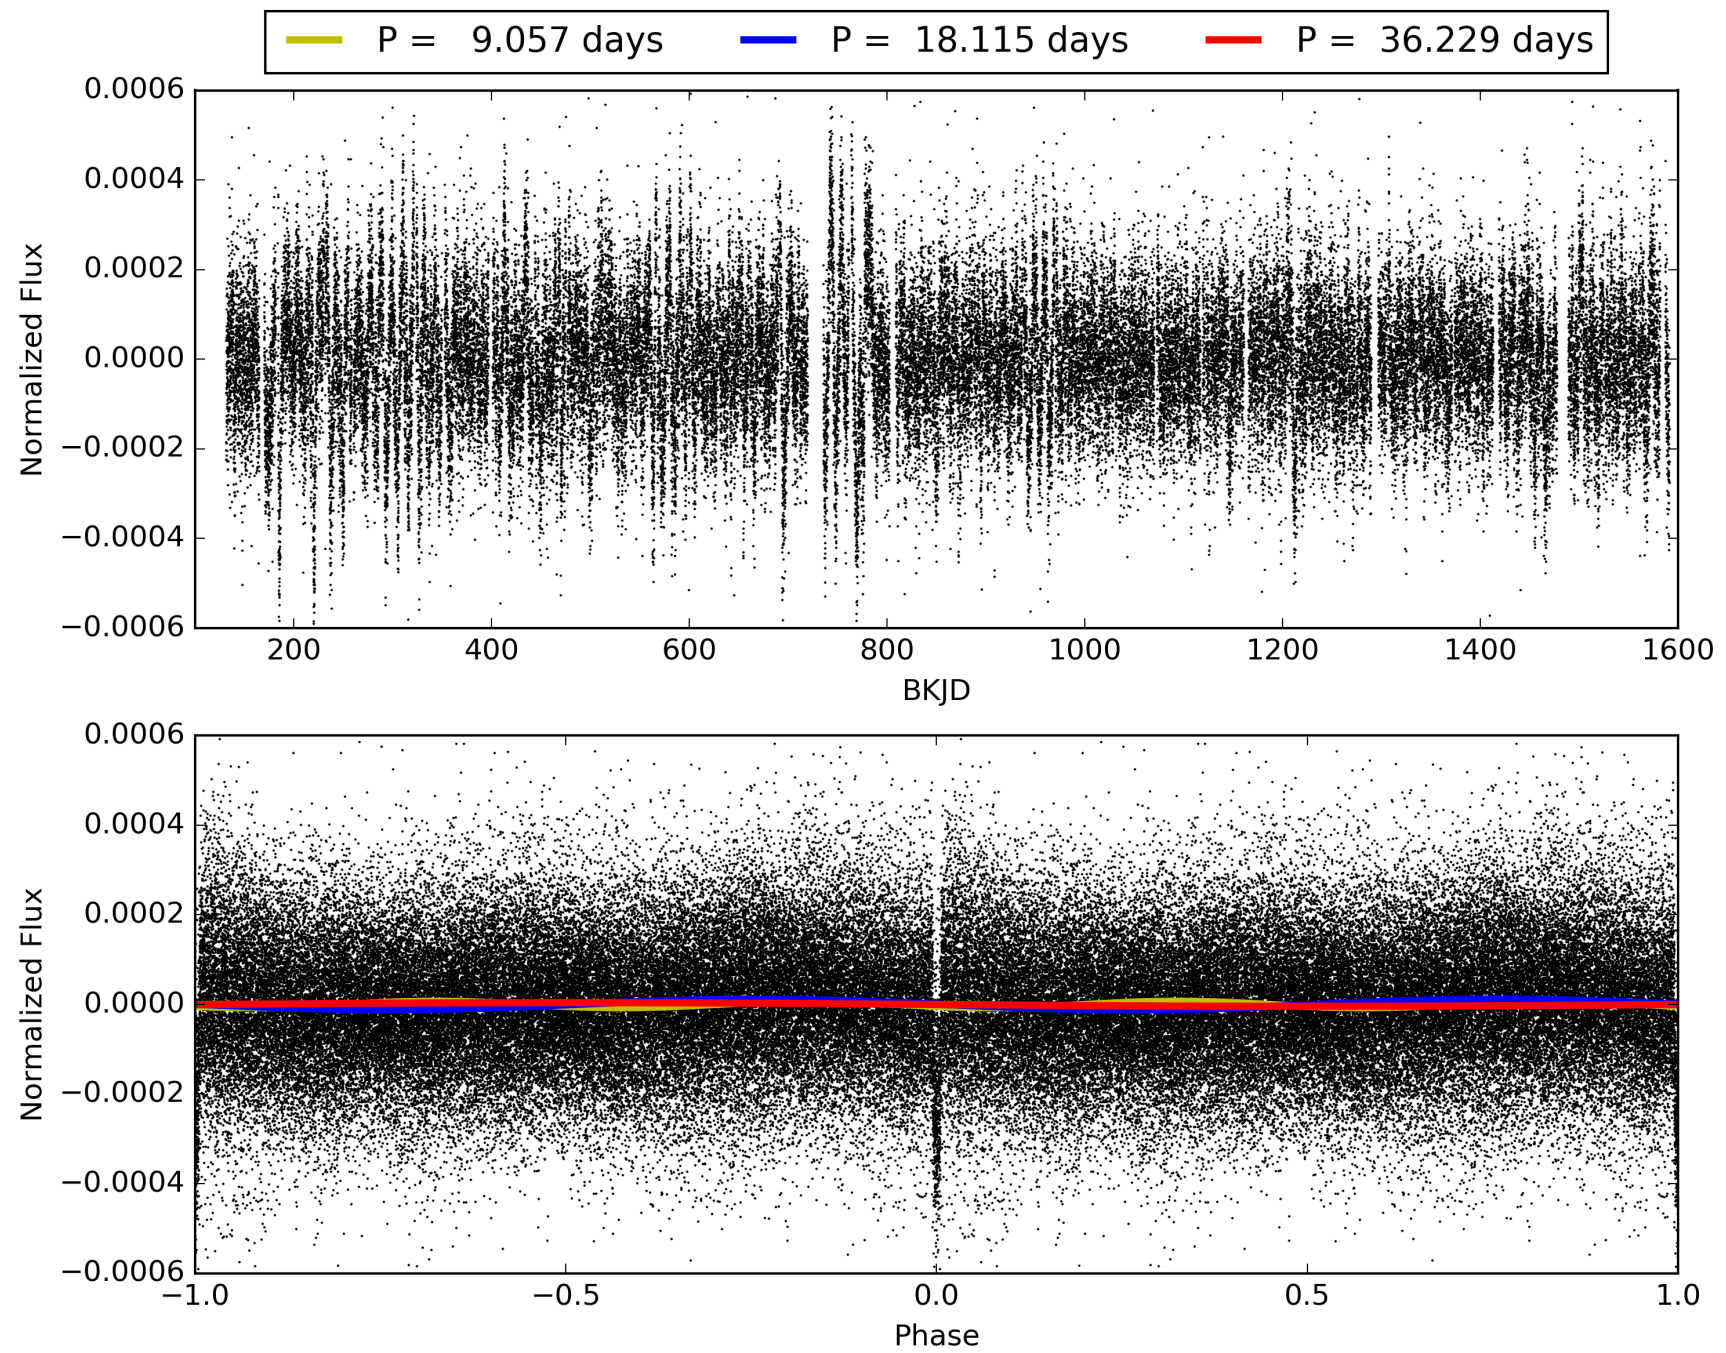 P = 9.057 days P = 18.115 days P = 36.229 days
0.0006
0.0004
0.0002
0.0000
−0.0002
−0.0004
−0.0006
Normalized Flux
200 400 600 800 1000 1200 1400 1600
BKJD
0.0006
0.0004
0.0002
0.0000
−0.0002
−0.0004
−0.0006
Normalized Flux
−1.0 −0.5 0.0 0.5 1.0
Phase